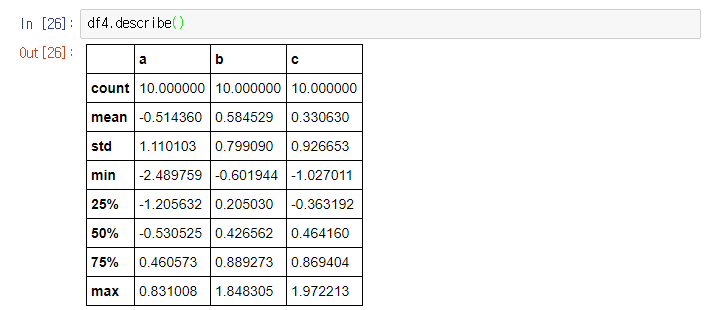 In [26]: df4.describe()
Out[26]:
a b c
count 10.000000 10.000000 10.000000
mean -0.514360 0.584529 0.330630
std 1.110103 0.799090 0.926653
min -2.489759 -0.601944 -1.027011
25% -1.205632 0.205030 -0.363192
50% -0.530525 0.426562 0.464160
75% 0.460573 0.889273 0.869404
max 0.831008 1.848305 1.972213